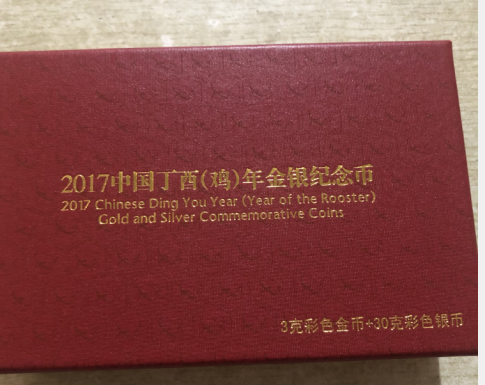 2017中国丁酉(鸡)年金银纪念币
2017 Chinese Ding You Year (Year of the Rooster)
Gold and Silver Commemorative Coins
3克彩色金币+30克彩色银币